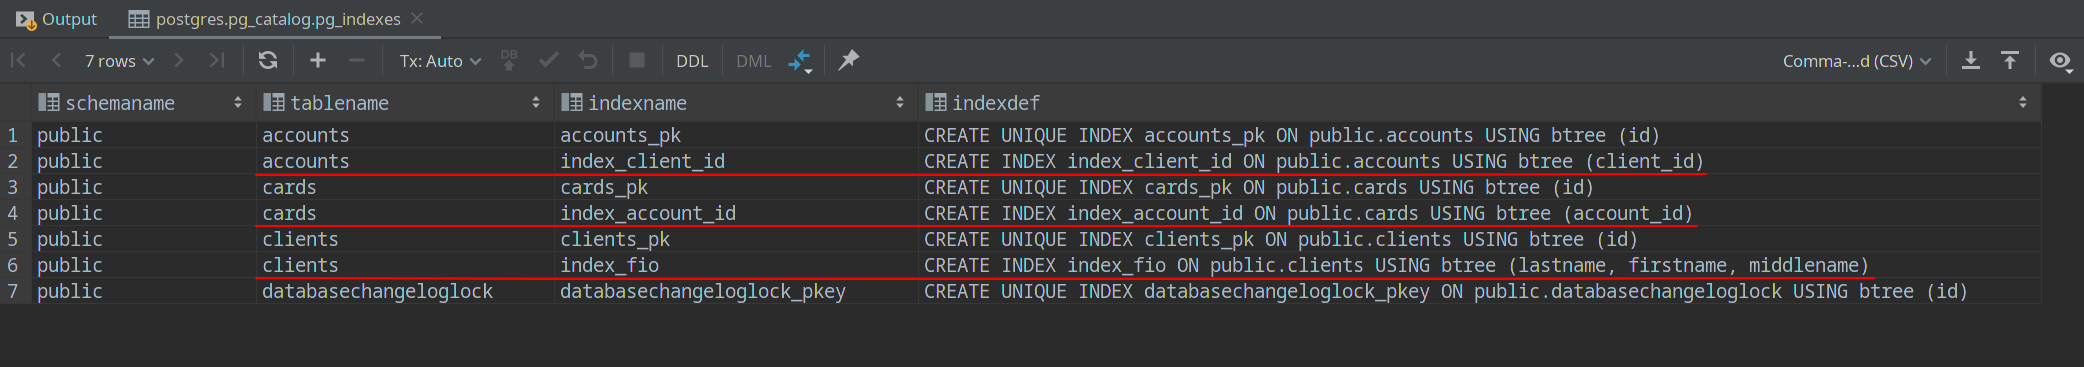 Output postgres.pg_catalog.pg_indexes
7 rows Tx: Auto DB DDL DML Comma-...d (CSV)
schemaname tablename indexname indexdef
1 public accounts accounts_pk CREATE UNIQUE INDEX accounts_pk ON public.accounts USING btree (id)
2 public accounts index_client_id CREATE INDEX index_client_id ON public.accounts USING btree (client_id)
3 public cards cards_pk CREATE UNIQUE INDEX cards_pk ON public.cards USING btree (id)
4 public cards index_account_id CREATE INDEX index_account_id ON public.cards USING btree (account_id)
5 public clients clients_pk CREATE UNIQUE INDEX clients_pk ON public.clients USING btree (id)
6 public clients index_fio CREATE INDEX index_fio ON public.clients USING btree (lastname, firstname, middlename)
7 public databasechangeloglock databasechangeloglock_pkey CREATE UNIQUE INDEX databasechangeloglock_pkey ON public.databasechangeloglock USING btree (id)